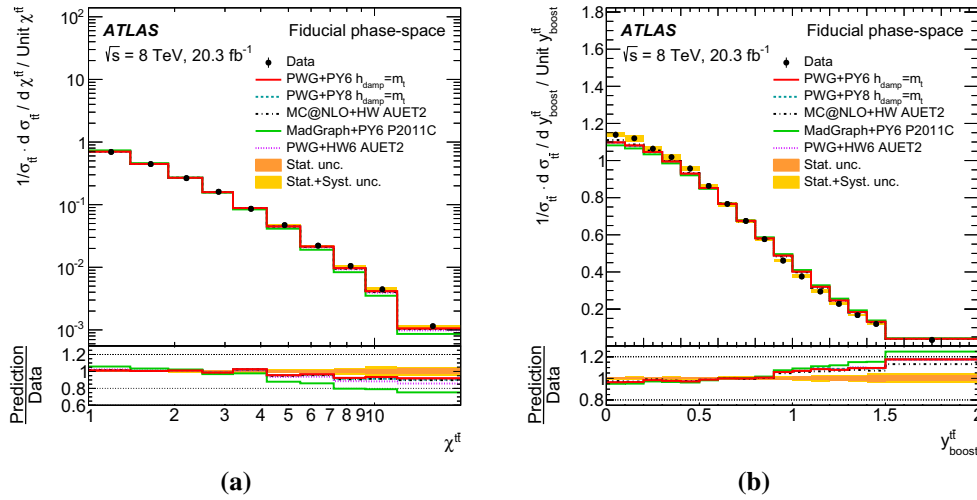 ATLAS Fiducial phase-space
√s = 8 TeV, 20.3 fb⁻¹
Data
PWG+PY6 h_damp=m_t
PWG+PY8 h_damp=m_t
MC@NLO+HW AUET2
MadGraph+PY6 P2011C
PWG+HW6 AUET2
Stat. unc.
Stat.+Syst. unc.
1/σ_tt̄ · d σ_tt̄ / d χ^tt̄ / Unit χ^tt̄
10²
10
1
10⁻¹
10⁻²
10⁻³
Prediction
Data
1.2
1
0.8
0.6
1 2 3 4 5 6 7 8 9 10
χ^tt̄
(a)
ATLAS Fiducial phase-space
√s = 8 TeV, 20.3 fb⁻¹
Data
PWG+PY6 h_damp=m_t
PWG+PY8 h_damp=m_t
MC@NLO+HW AUET2
MadGraph+PY6 P2011C
PWG+HW6 AUET2
Stat. unc.
Stat.+Syst. unc.
1/σ_tt̄ · d σ_tt̄ / d y_boost^tt̄ / Unit y_boost^tt̄
1.8
1.6
1.4
1.2
1.0
0.8
0.6
0.4
0.2
Prediction
Data
1.2
1.0
0.8
0 0.5 1 1.5 2
y_boost^tt̄
(b)